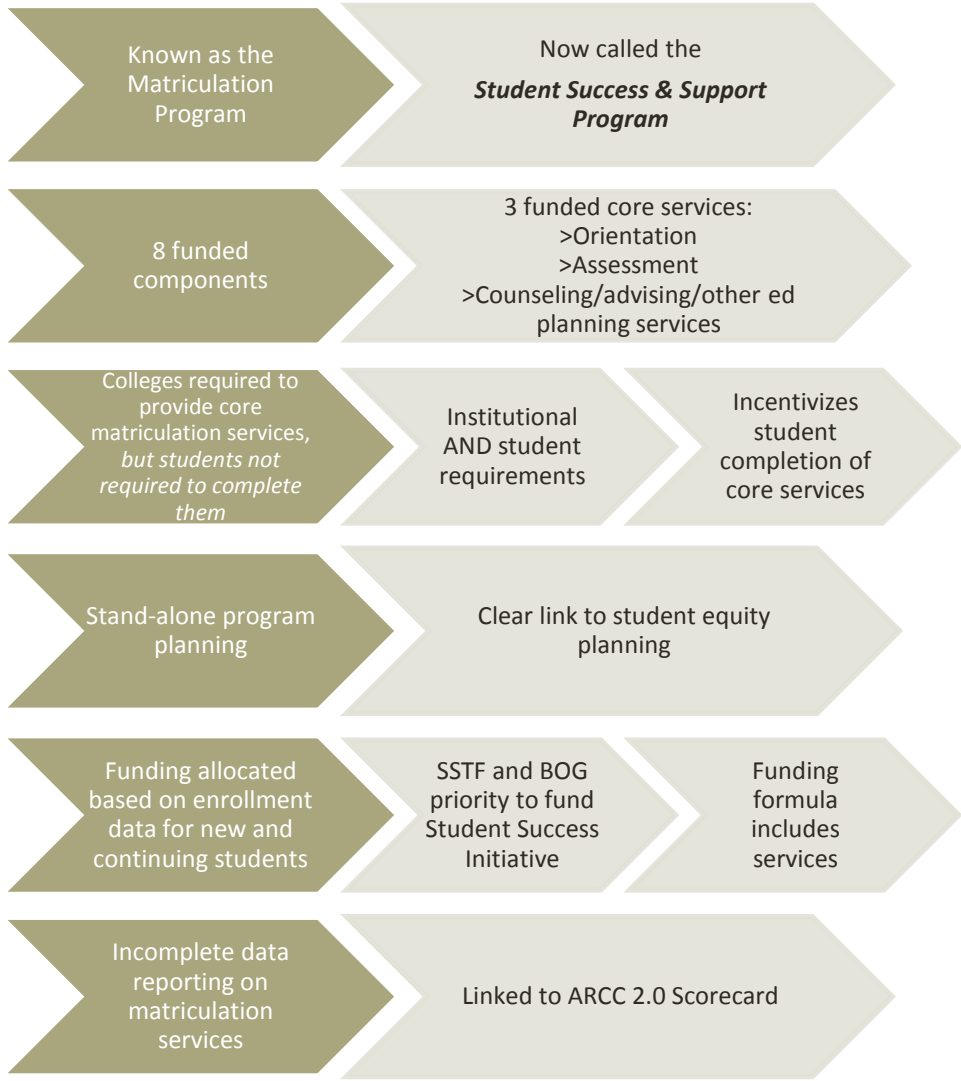 Known as the
Matriculation
Program
Now called the
Student Success & Support
Program
8 funded
components
3 funded core services:
>Orientation
>Assessment
>Counseling/advising/other ed
planning services
Colleges required to
provide core
matriculation services,
but students not
required to complete
them
Institutional
AND student
requirements
Incentivizes
student
completion of
core services
Stand-alone program
planning
Clear link to student equity
planning
Funding allocated
based on enrollment
data for new and
continuing students
SSTF and BOG
priority to fund
Student Success
Initiative
Funding
formula
includes
services
Incomplete data
reporting on
matriculation
services
Linked to ARCC 2.0 Scorecard